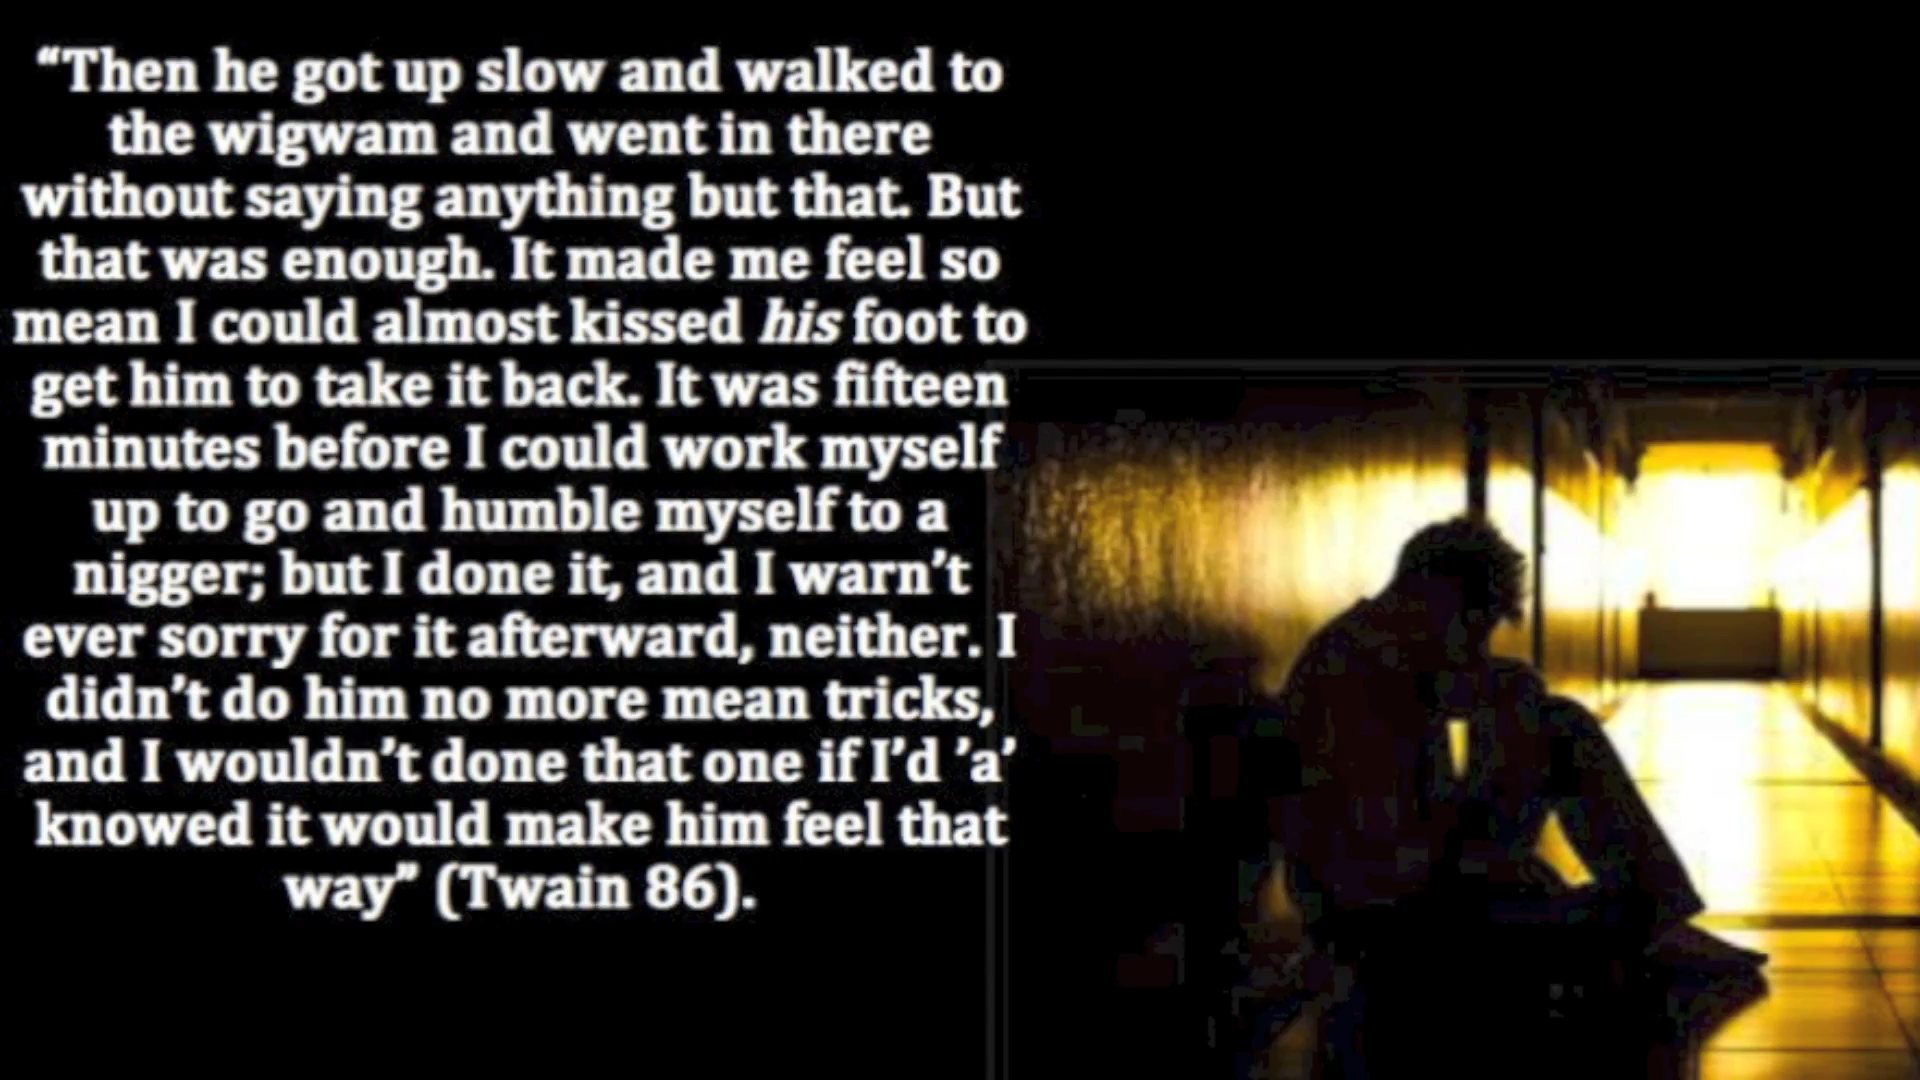 “Then he got up slow and walked to
the wigwam and went in there
without saying anything but that. But
that was enough. It made me feel so
mean I could almost kissed his foot to
get him to take it back. It was fifteen
minutes before I could work myself
up to go and humble myself to a
nigger; but I done it, and I warn’t
ever sorry for it afterward, neither. I
didn’t do him no more mean tricks,
and I wouldn’t done that one if I’d ’a’
knowed it would make him feel that
way” (Twain 86).